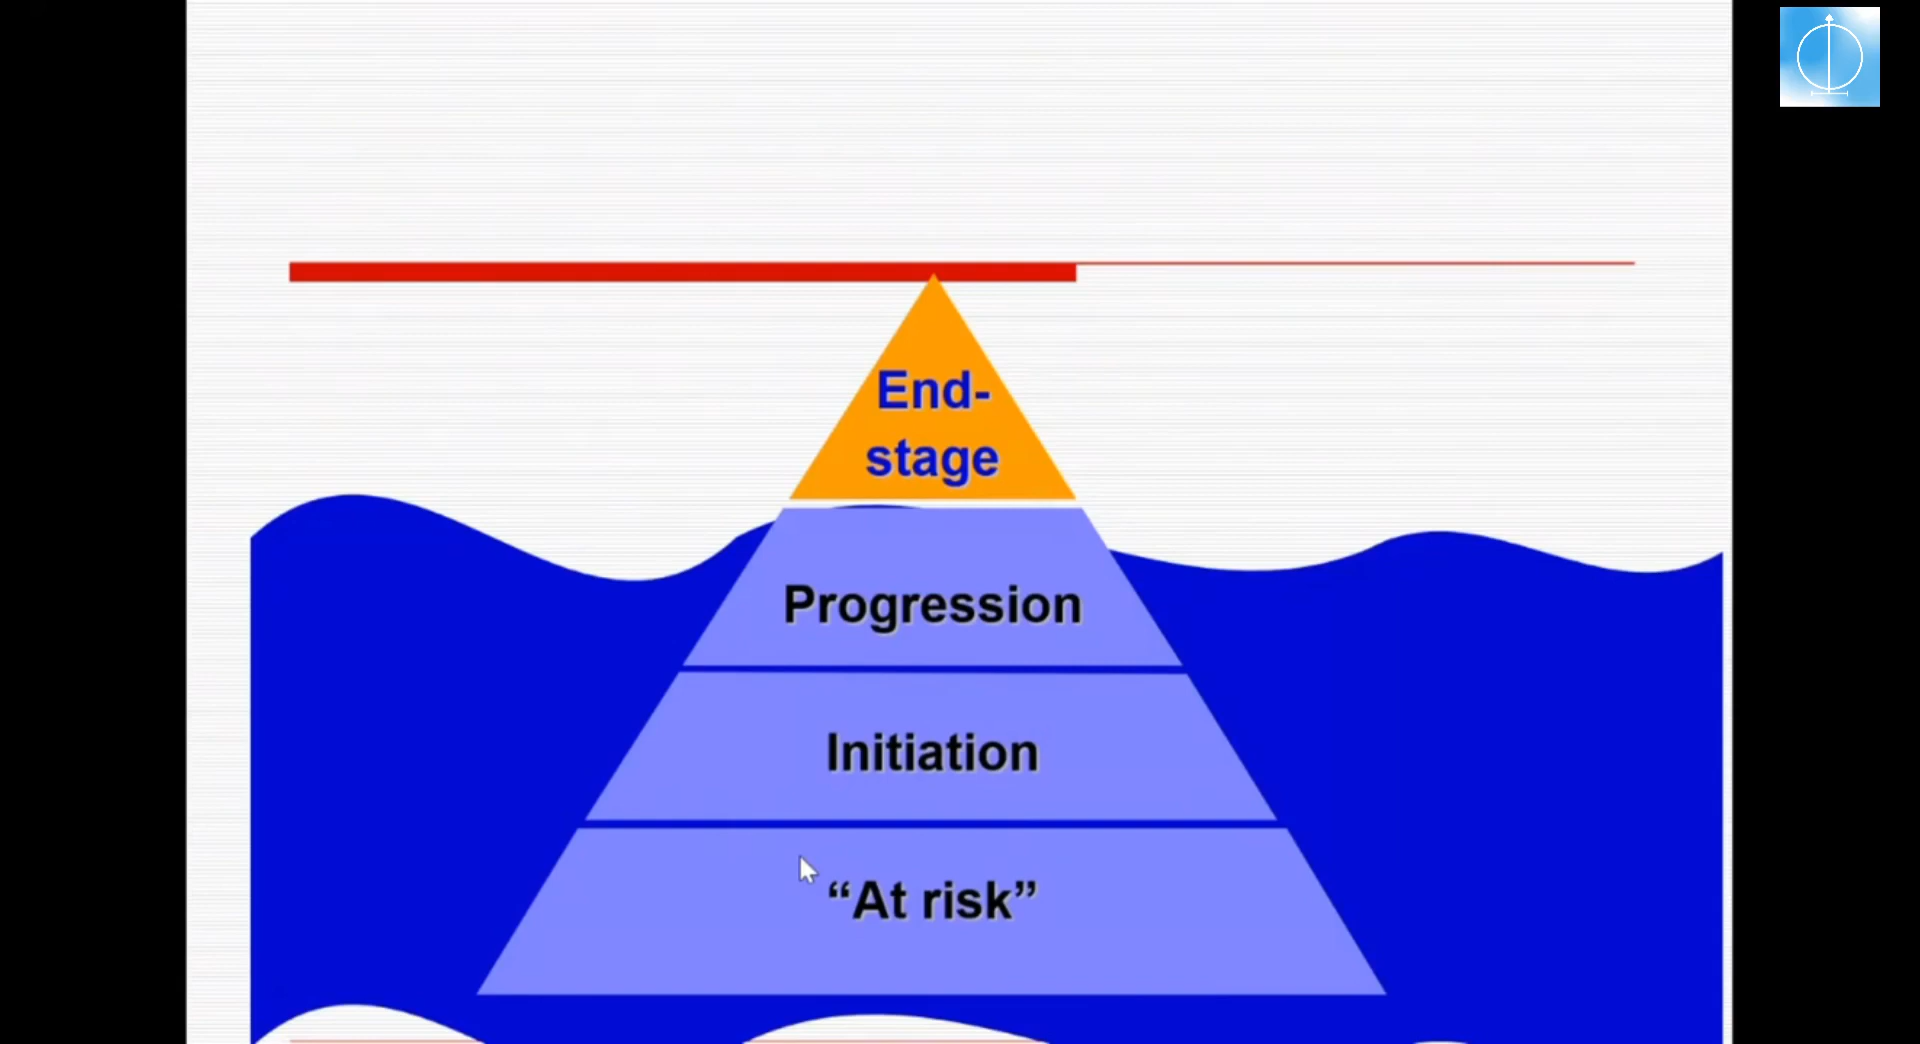 End-
stage
Progression
Initiation
“At risk”